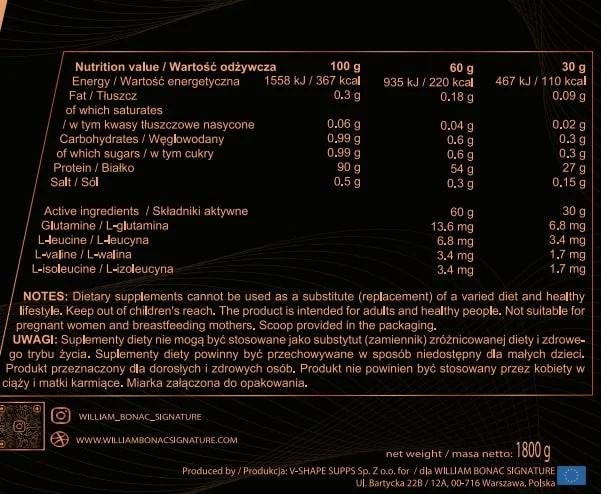 Nutrition value / Wartość odżywcza 100 g 60 g 30 g
Energy / Wartość energetyczna 1558 kJ / 367 kcal 935 kJ / 220 kcal 467 kJ / 110 kcal
Fat / Tłuszcz 0.3 g 0.18 g 0.09 g
of which saturates
/ w tym kwasy tłuszczowe nasycone 0.06 g 0.04 g 0.02 g
Carbohydrates / Węglowodany 0.99 g 0.6 g 0.3 g
of which sugars / w tym cukry 0.99 g 0.6 g 0.3 g
Protein / Białko 90 g 54 g 27 g
Salt / Sól 0.5 g 0.3 g 0.15 g
Active ingredients / Składniki aktywne 60 g 30 g
Glutamine / L-glutamina 13.6 mg 6.8 mg
L-leucine / L-leucyna 6.8 mg 3.4 mg
L-valine / L-walina 3.4 mg 1.7 mg
L-isoleucine / L-izoleucyna 3.4 mg 1.7 mg
NOTES: Dietary supplements cannot be used as a substitute (replacement) of a varied diet and healthy
lifestyle. Keep out of children's reach. The product is intended for adults and healthy people. Not suitable for
pregnant women and breastfeeding mothers. Scoop provided in the packaging.
UWAGI: Suplementy diety nie mogą być stosowane jako substytut (zamiennik) zróżnicowanej diety i zdrowe-
go trybu życia. Suplementy diety powinny być przechowywane w sposób niedostępny dla małych dzieci.
Produkt przeznaczony dla dorosłych i zdrowych osób. Produkt nie powinien być stosowany przez kobiety w
ciąży i matki karmiące. Miarka załączona do opakowania.
WILLIAM_BONAC_SIGNATURE
WWW.WILLIAMBONACSIGNATURE.COM
net weight / masa netto: 1800 g
Produced by / Produkcja: V-SHAPE SUPPS Sp. Z o.o. for / dla WILLIAM BONAC SIGNATURE
Ul. Bartycka 22B / 12A, 00-716 Warszawa, Polska